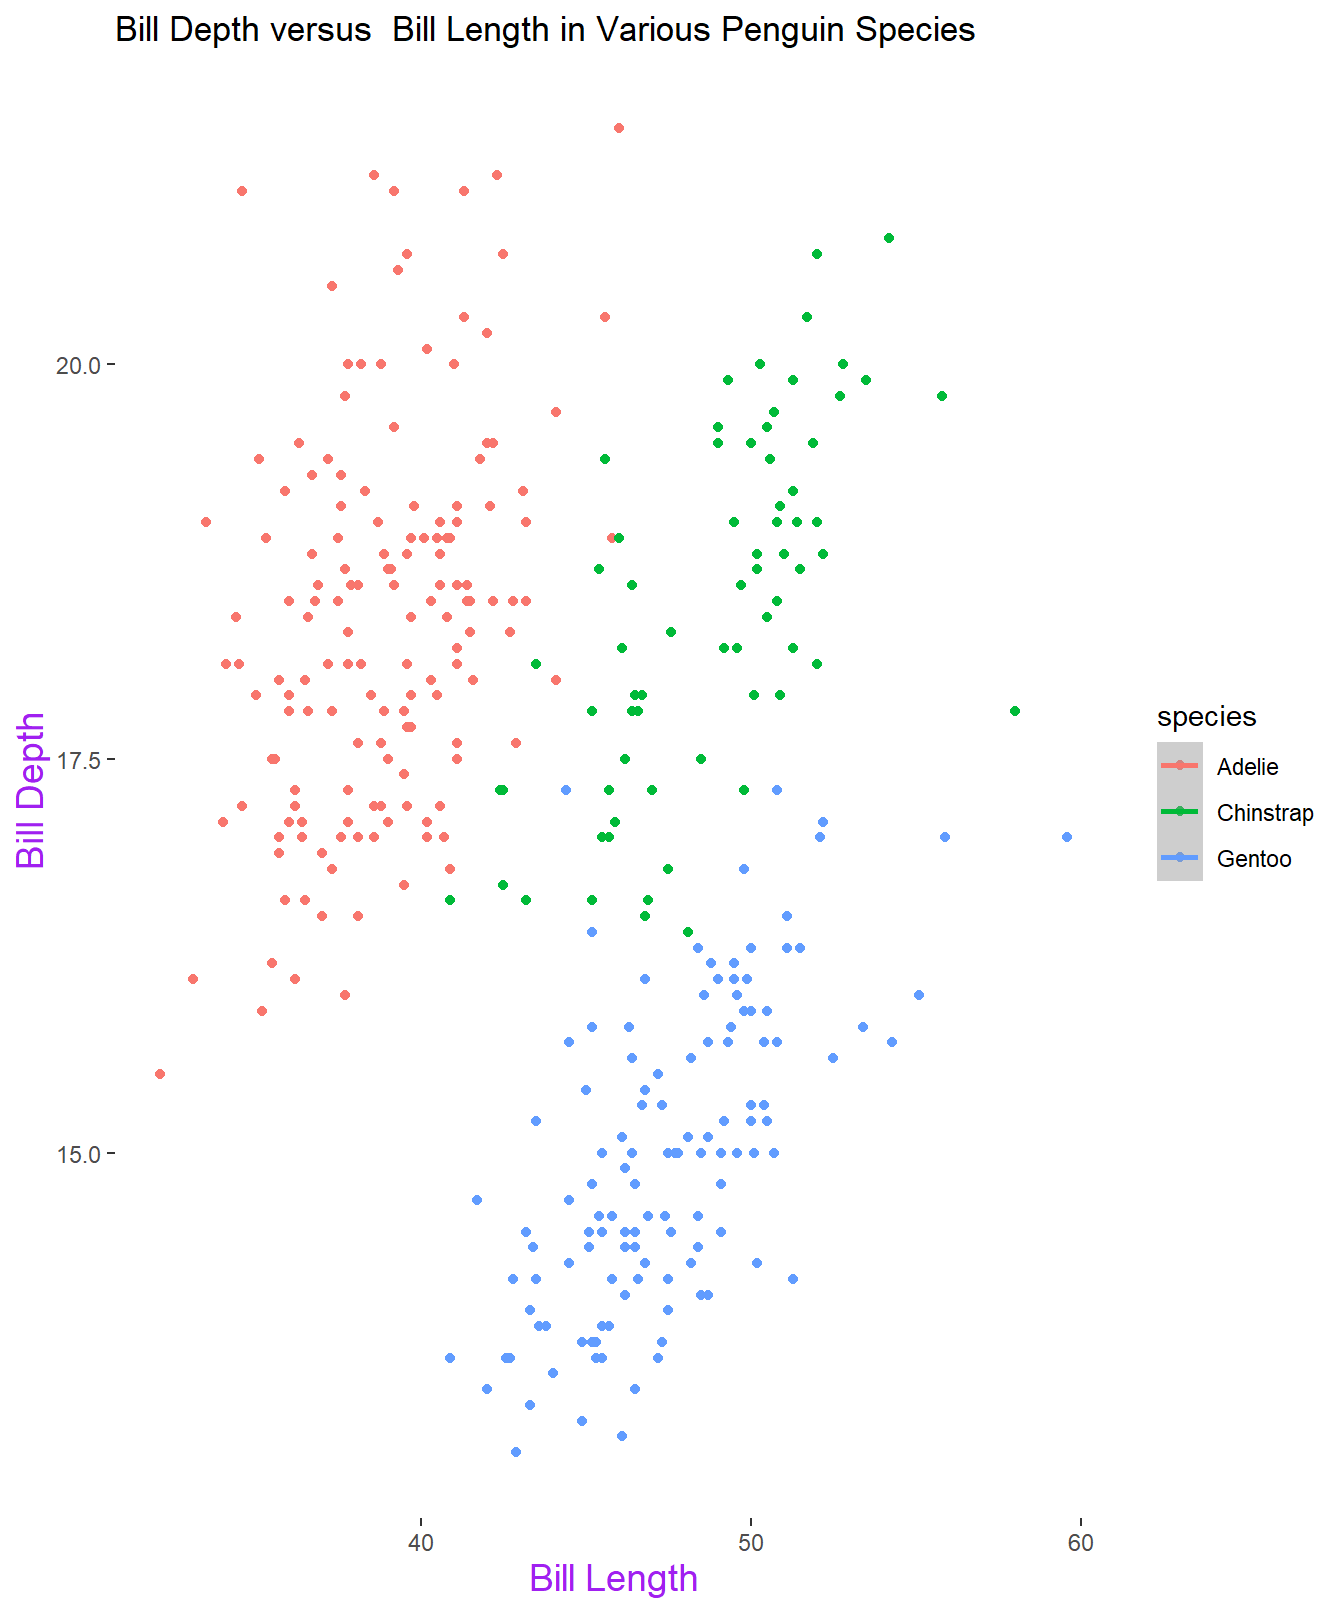 Bill Depth versus  Bill Length in Various Penguin Species
20.0
17.5
15.0
Bill Depth
40 50 60
Bill Length
species
Adelie
Chinstrap
Gentoo